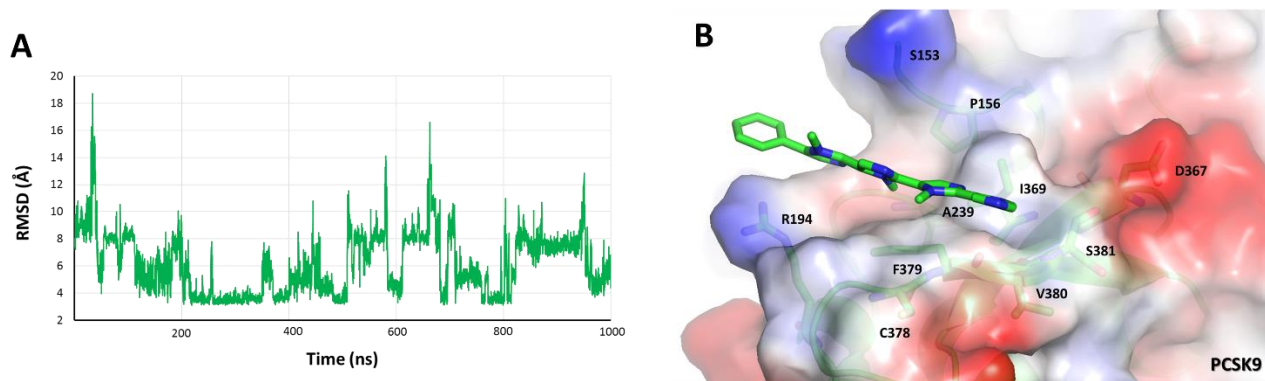 A
RMSD (Å)
20
18
16
14
12
10
8
6
4
2
200
400
600
800
1000
Time (ns)
B
S153
P156
D367
I369
A239
R194
S381
F379
V380
C378
PCSK9